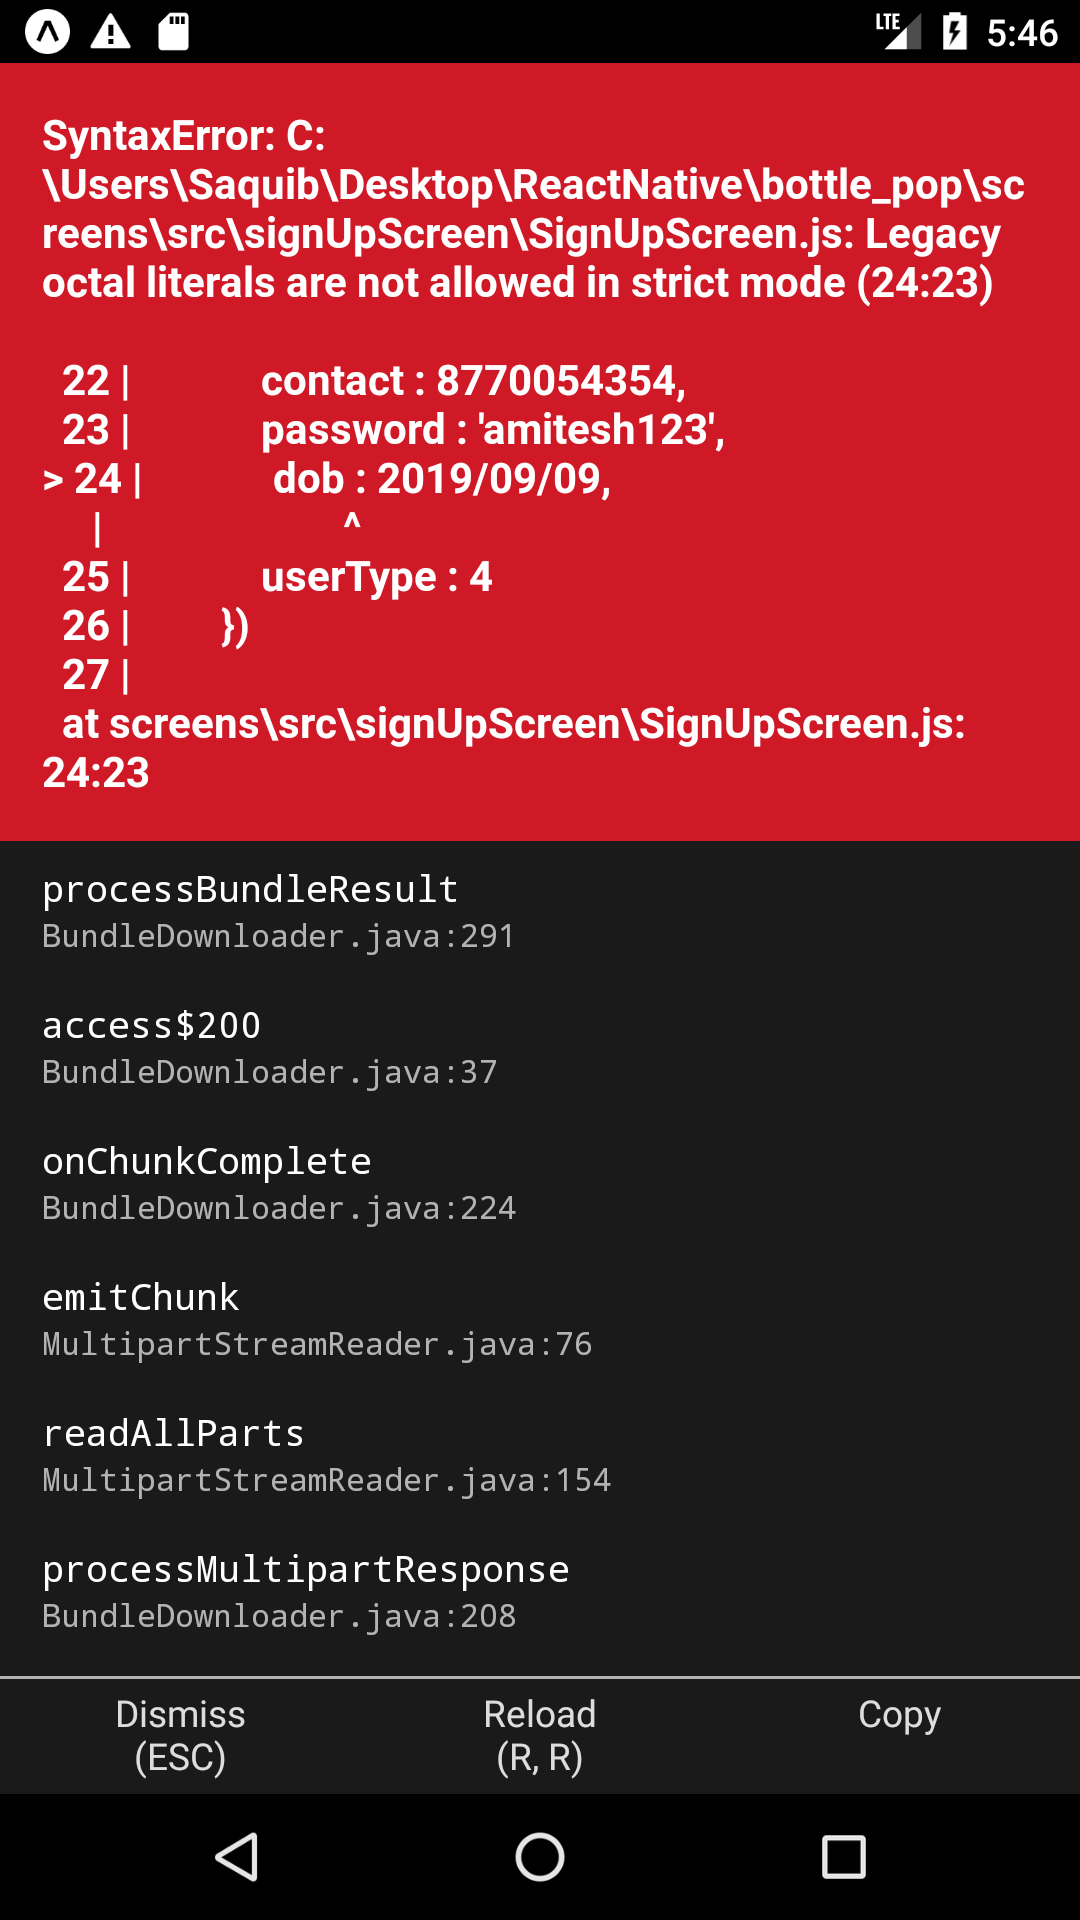 LTE 5:46
SyntaxError: C:
\Users\Saquib\Desktop\ReactNative\bottle_pop\sc
reens\src\signUpScreen\SignUpScreen.js: Legacy
octal literals are not allowed in strict mode (24:23)
22 | contact : 8770054354,
23 | password : 'amitesh123',
> 24 | dob : 2019/09/09,
| ^
25 | userType : 4
26 | })
27 |
at screens\src\signUpScreen\SignUpScreen.js:
24:23
processBundleResult
BundleDownloader.java:291
access$200
BundleDownloader.java:37
onChunkComplete
BundleDownloader.java:224
emitChunk
MultipartStreamReader.java:76
readAllParts
MultipartStreamReader.java:154
processMultipartResponse
BundleDownloader.java:208
Dismiss Reload Copy
(ESC) (R, R)